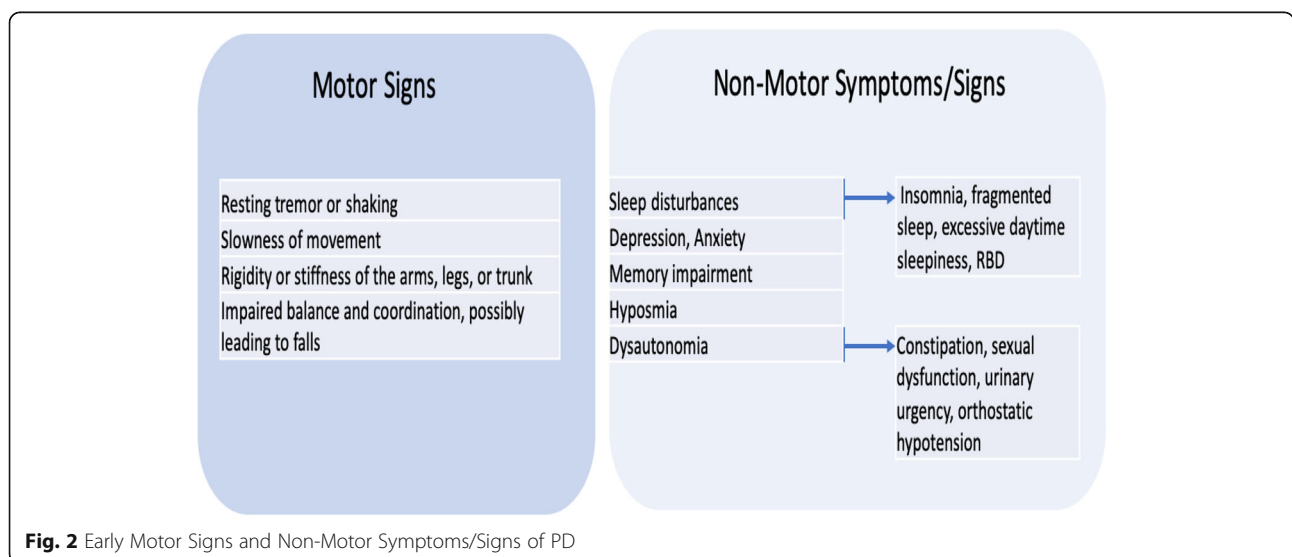 Motor Signs
Resting tremor or shaking
Slowness of movement
Rigidity or stiffness of the arms, legs, or trunk
Impaired balance and coordination, possibly
leading to falls
Non-Motor Symptoms/Signs
Sleep disturbances
Depression, Anxiety
Memory impairment
Hyposmia
Dysautonomia
Insomnia, fragmented
sleep, excessive daytime
sleepiness, RBD
Constipation, sexual
dysfunction, urinary
urgency, orthostatic
hypotension
Fig. 2 Early Motor Signs and Non-Motor Symptoms/Signs of PD